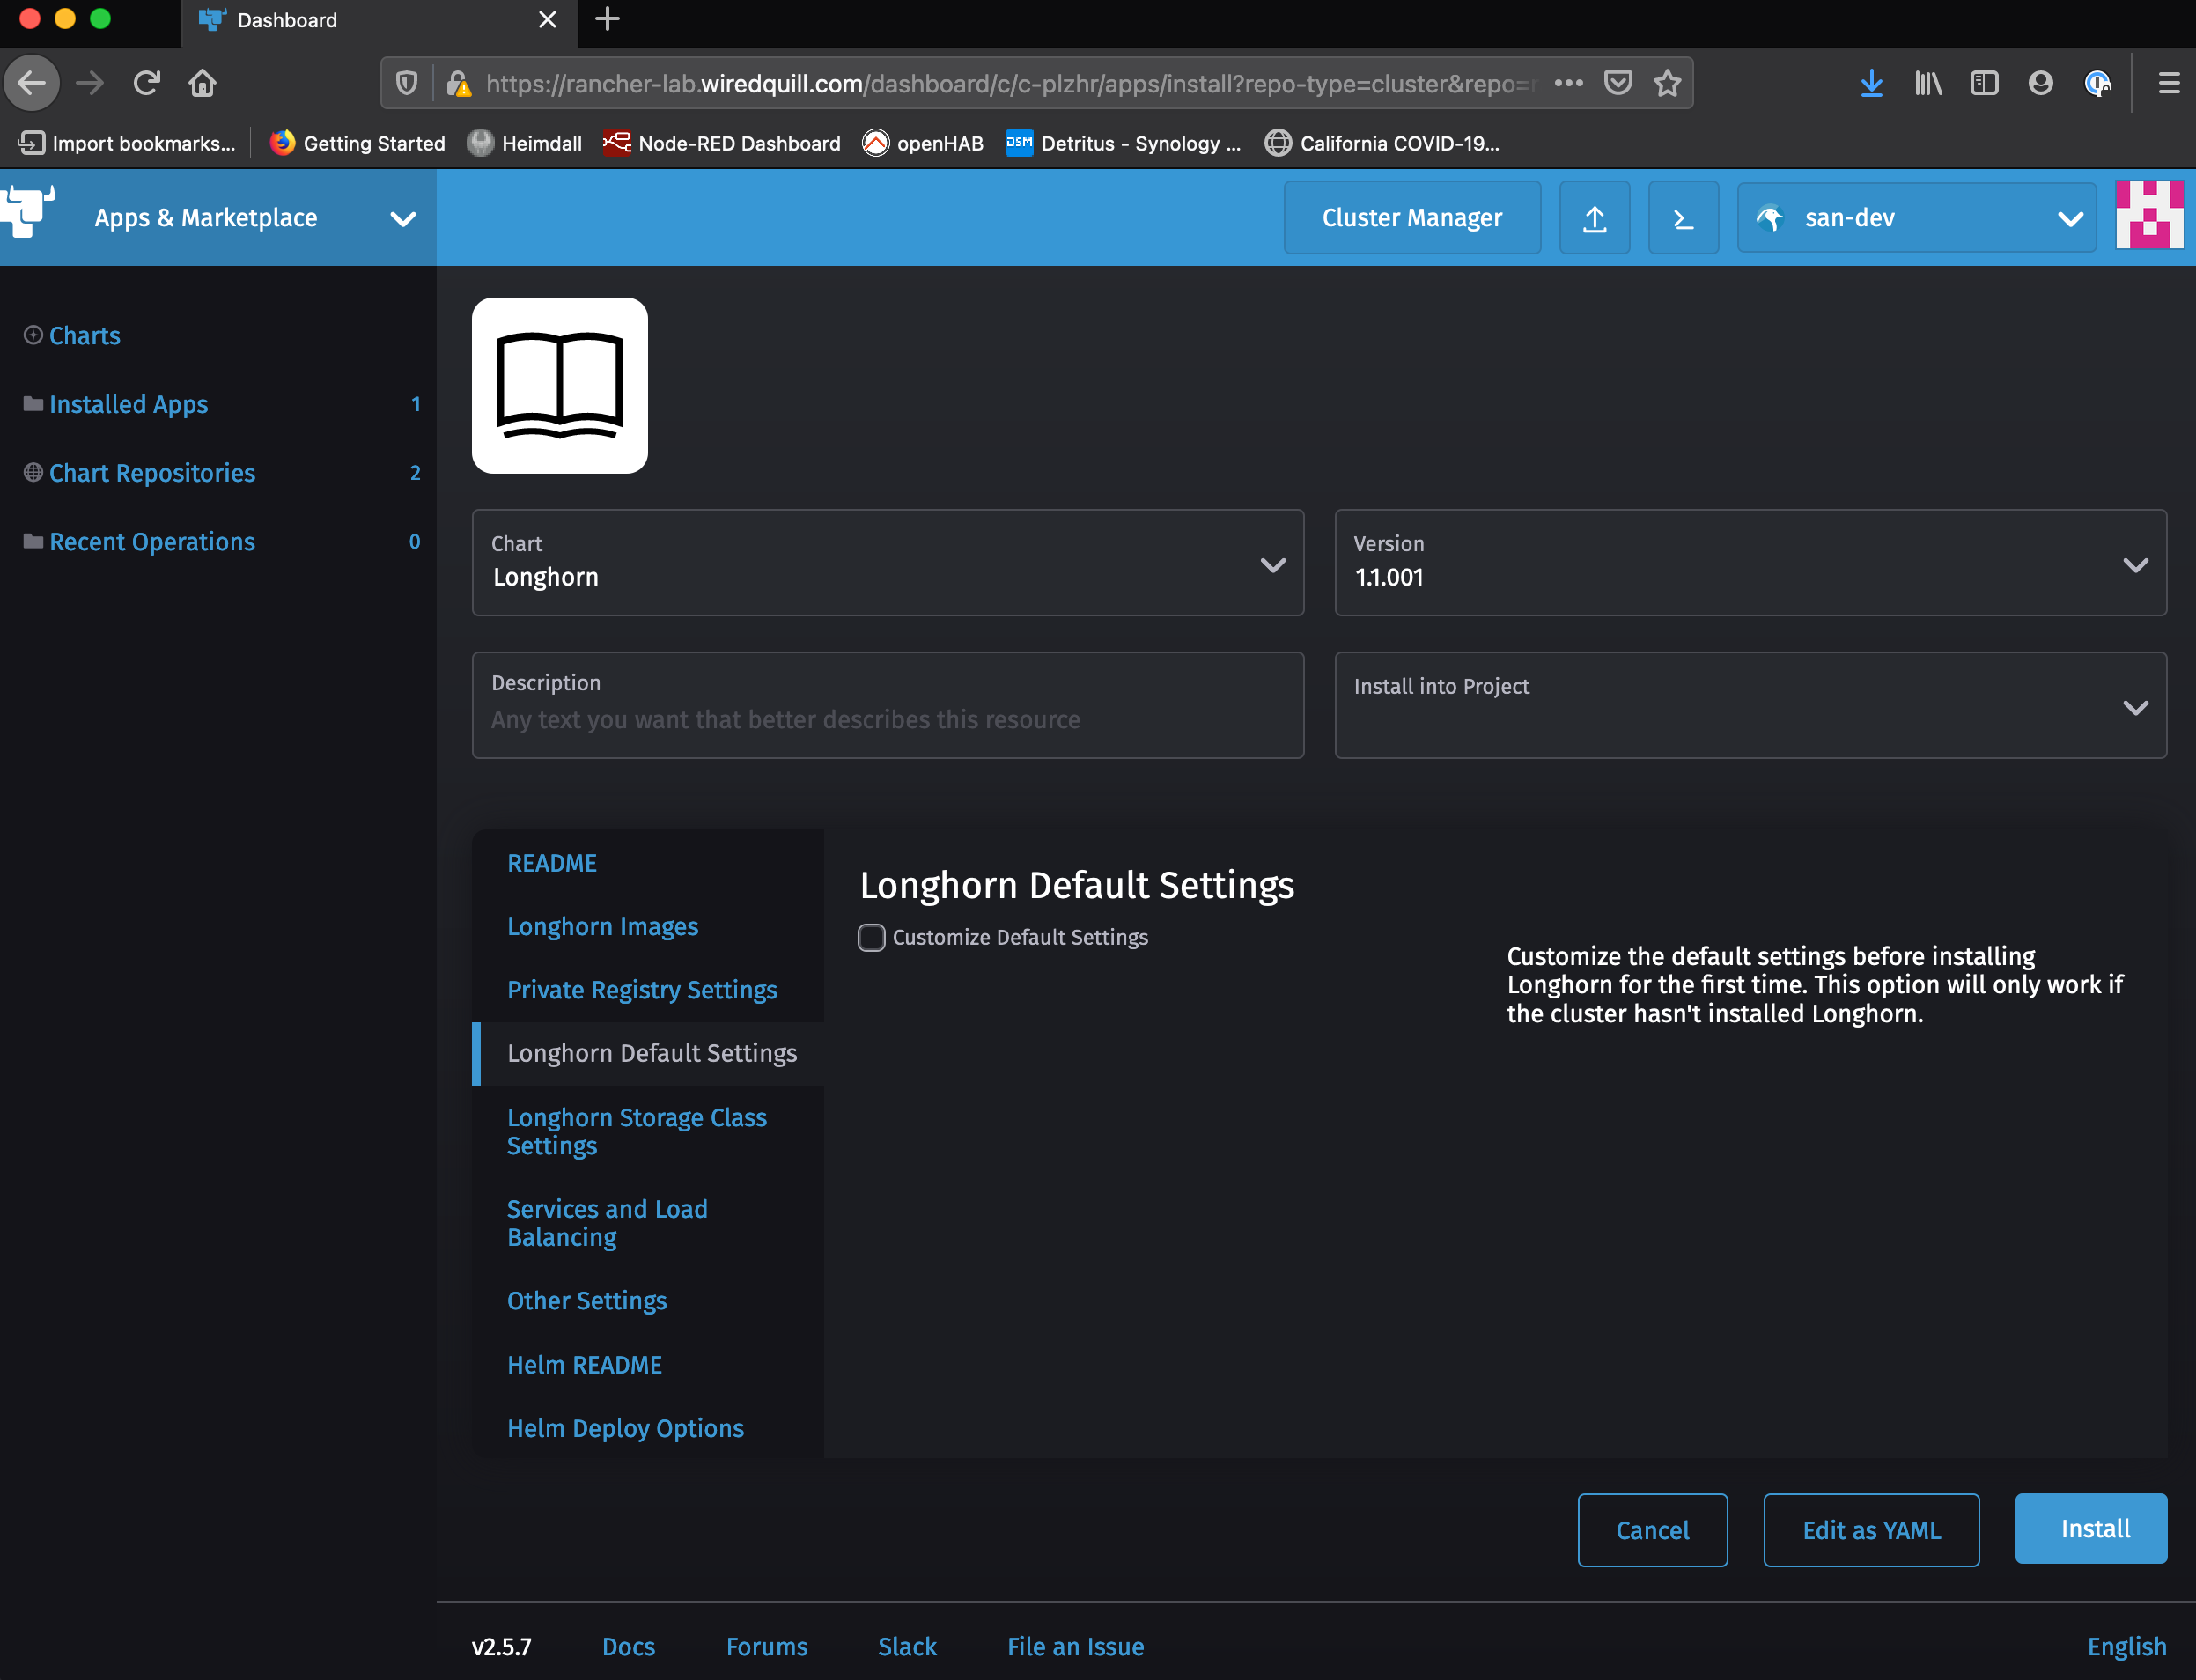 Dashboard
https://rancher-lab.wiredquill.com/dashboard/c/c-plzhr/apps/install?repo-type=cluster&repo=
Import bookmarks...
Getting Started
Heimdall
Node-RED Dashboard
openHAB
DSM
Detritus - Synology ...
California COVID-19...
Apps & Marketplace
Cluster Manager
san-dev
Charts
Installed Apps 1
Chart Repositories 2
Recent Operations 0
Chart
Longhorn
Version
1.1.001
Description
Any text you want that better describes this resource
Install into Project
README
Longhorn Images
Private Registry Settings
Longhorn Default Settings
Longhorn Storage Class
Settings
Services and Load
Balancing
Other Settings
Helm README
Helm Deploy Options
Longhorn Default Settings
Customize Default Settings
Customize the default settings before installing
Longhorn for the first time. This option will only work if
the cluster hasn't installed Longhorn.
Cancel
Edit as YAML
Install
v2.5.7
Docs
Forums
Slack
File an Issue
English